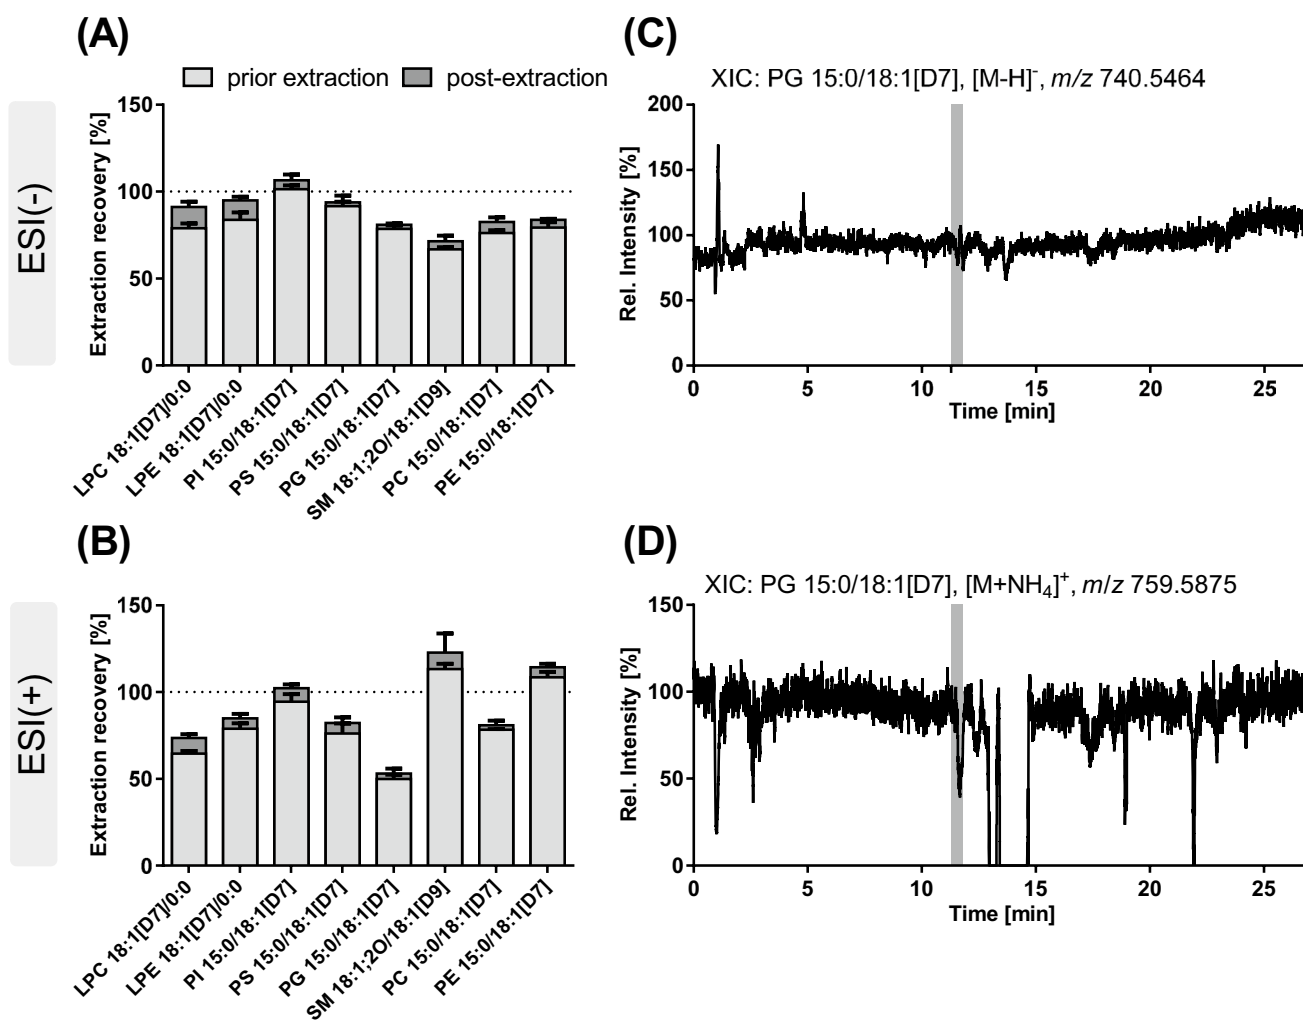 (A)
prior extraction
post-extraction
ESI(-)
Extraction recovery [%]
150
100
50
0
LPC 18:1[D7]/0:0
LPE 18:1[D7]/0:0
PI 15:0/18:1[D7]
PS 15:0/18:1[D7]
PG 15:0/18:1[D7]
SM 18:1;2O/18:1[D9]
PC 15:0/18:1[D7]
PE 15:0/18:1[D7]
(C)
XIC: PG 15:0/18:1[D7], [M-H]⁻, m/z 740.5464
Rel. Intensity [%]
200
150
100
50
0
0 5 10 15 20 25
Time [min]
(B)
ESI(+)
Extraction recovery [%]
150
100
50
0
LPC 18:1[D7]/0:0
LPE 18:1[D7]/0:0
PI 15:0/18:1[D7]
PS 15:0/18:1[D7]
PG 15:0/18:1[D7]
SM 18:1;2O/18:1[D9]
PC 15:0/18:1[D7]
PE 15:0/18:1[D7]
(D)
XIC: PG 15:0/18:1[D7], [M+NH₄]⁺, m/z 759.5875
Rel. Intensity [%]
150
100
50
0
0 5 10 15 20 25
Time [min]